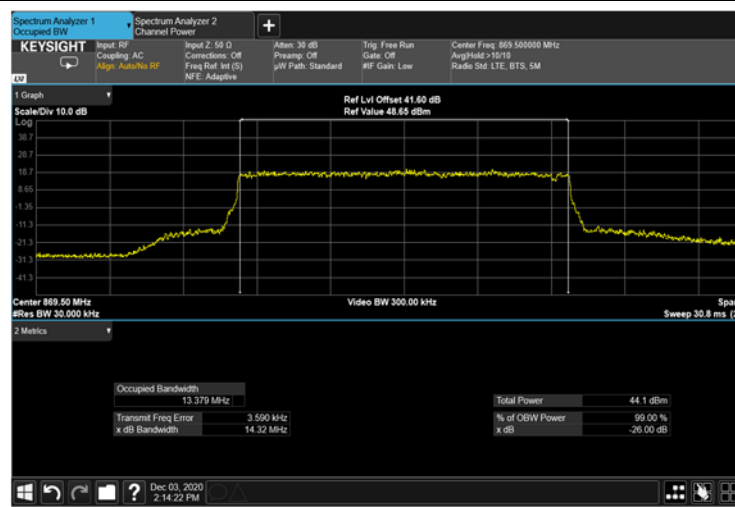 Spectrum Analyzer 1
Occupied BW
Spectrum Analyzer 2
Channel Power
KEYSIGHT
LXI
Input: RF
Coupling: AC
Align: Auto/No RF
Input Z: 50 Ω
Corrections: Off
Freq Ref: Int (S)
NFE: Adaptive
Atten: 30 dB
Preamp: Off
µW Path: Standard
Trig: Free Run
Gate: Off
#IF Gain: Low
Center Freq: 869.500000 MHz
Avg|Hold:>10/10
Radio Std: LTE, BTS, 5M
1 Graph
Scale/Div 10.0 dB
Ref Lvl Offset 41.60 dB
Ref Value 48.65 dBm
Log
38.7
28.7
18.7
8.65
-1.35
-11.3
-21.3
-31.3
-41.3
Center 869.50 MHz
#Res BW 30.000 kHz
Video BW 300.00 kHz
Sweep 30.8 ms
2 Metrics
Occupied Bandwidth
13.379 MHz
Transmit Freq Error 3.590 kHz
x dB Bandwidth 14.32 MHz
Total Power 44.1 dBm
% of OBW Power 99.00 %
x dB -26.00 dB
?
Dec 03, 2020
2:14:22 PM